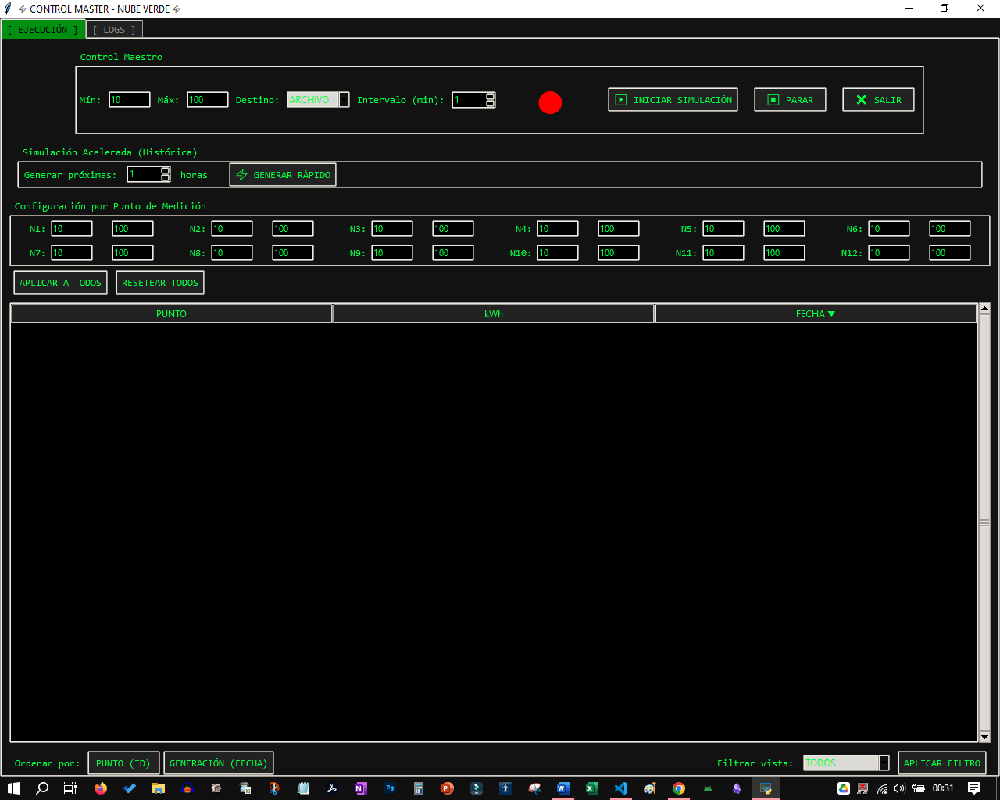 ⚡ CONTROL MASTER - NUBE VERDE ⚡
[ EJECUCIÓN ] [ LOGS ]
Control Maestro
Mín: 10 Máx: 100 Destino: ARCHIVO Intervalo (min): 1 INICIAR SIMULACIÓN PARAR SALIR
Simulación Acelerada (Histórica)
Generar próximas: 1 horas ⚡ GENERAR RÁPIDO
Configuración por Punto de Medición
N1: 10 100 N2: 10 100 N3: 10 100 N4: 10 100 N5: 10 100 N6: 10 100
N7: 10 100 N8: 10 100 N9: 10 100 N10: 10 100 N11: 10 100 N12: 10 100
APLICAR A TODOS RESETEAR TODOS
PUNTO kWh FECHA ▼
Ordenar por: PUNTO (ID) GENERACIÓN (FECHA) Filtrar vista: TODOS APLICAR FILTRO
00:31